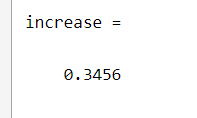 increase =
0.3456